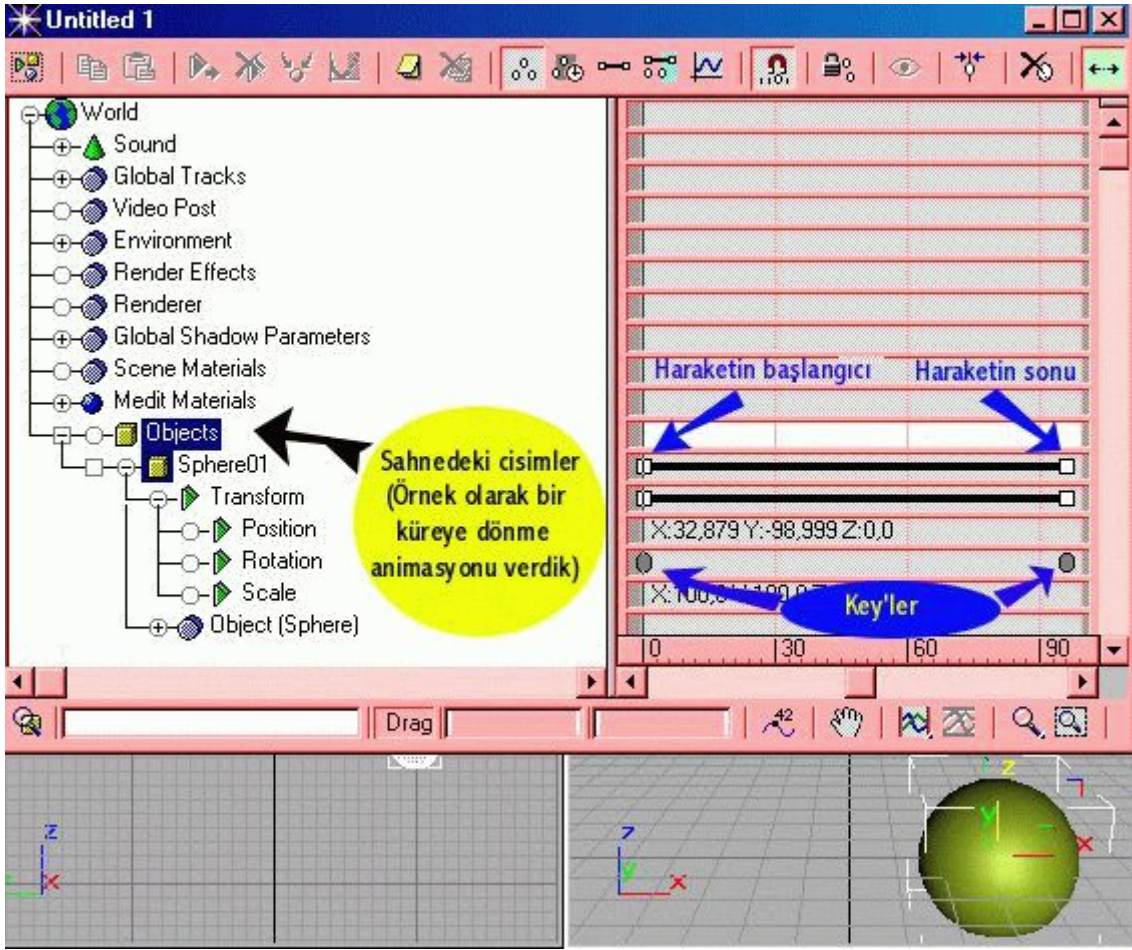 Untitled 1
World
Sound
Global Tracks
Video Post
Environment
Render Effects
Renderer
Global Shadow Parameters
Scene Materials
Medit Materials
Objects
Sphere01
Transform
Position
Rotation
Scale
Object (Sphere)
Sahnedeki cisimler
(Örnek olarak bir
küreye dönme
animasyonu verdik)
Haraketin başlangıcı
Haraketin sonu
X:32,879 Y:-98,999 Z:0,0
Key'ler
0 30 60 90
Drag
42
z
x
z
y
x
z
y
x